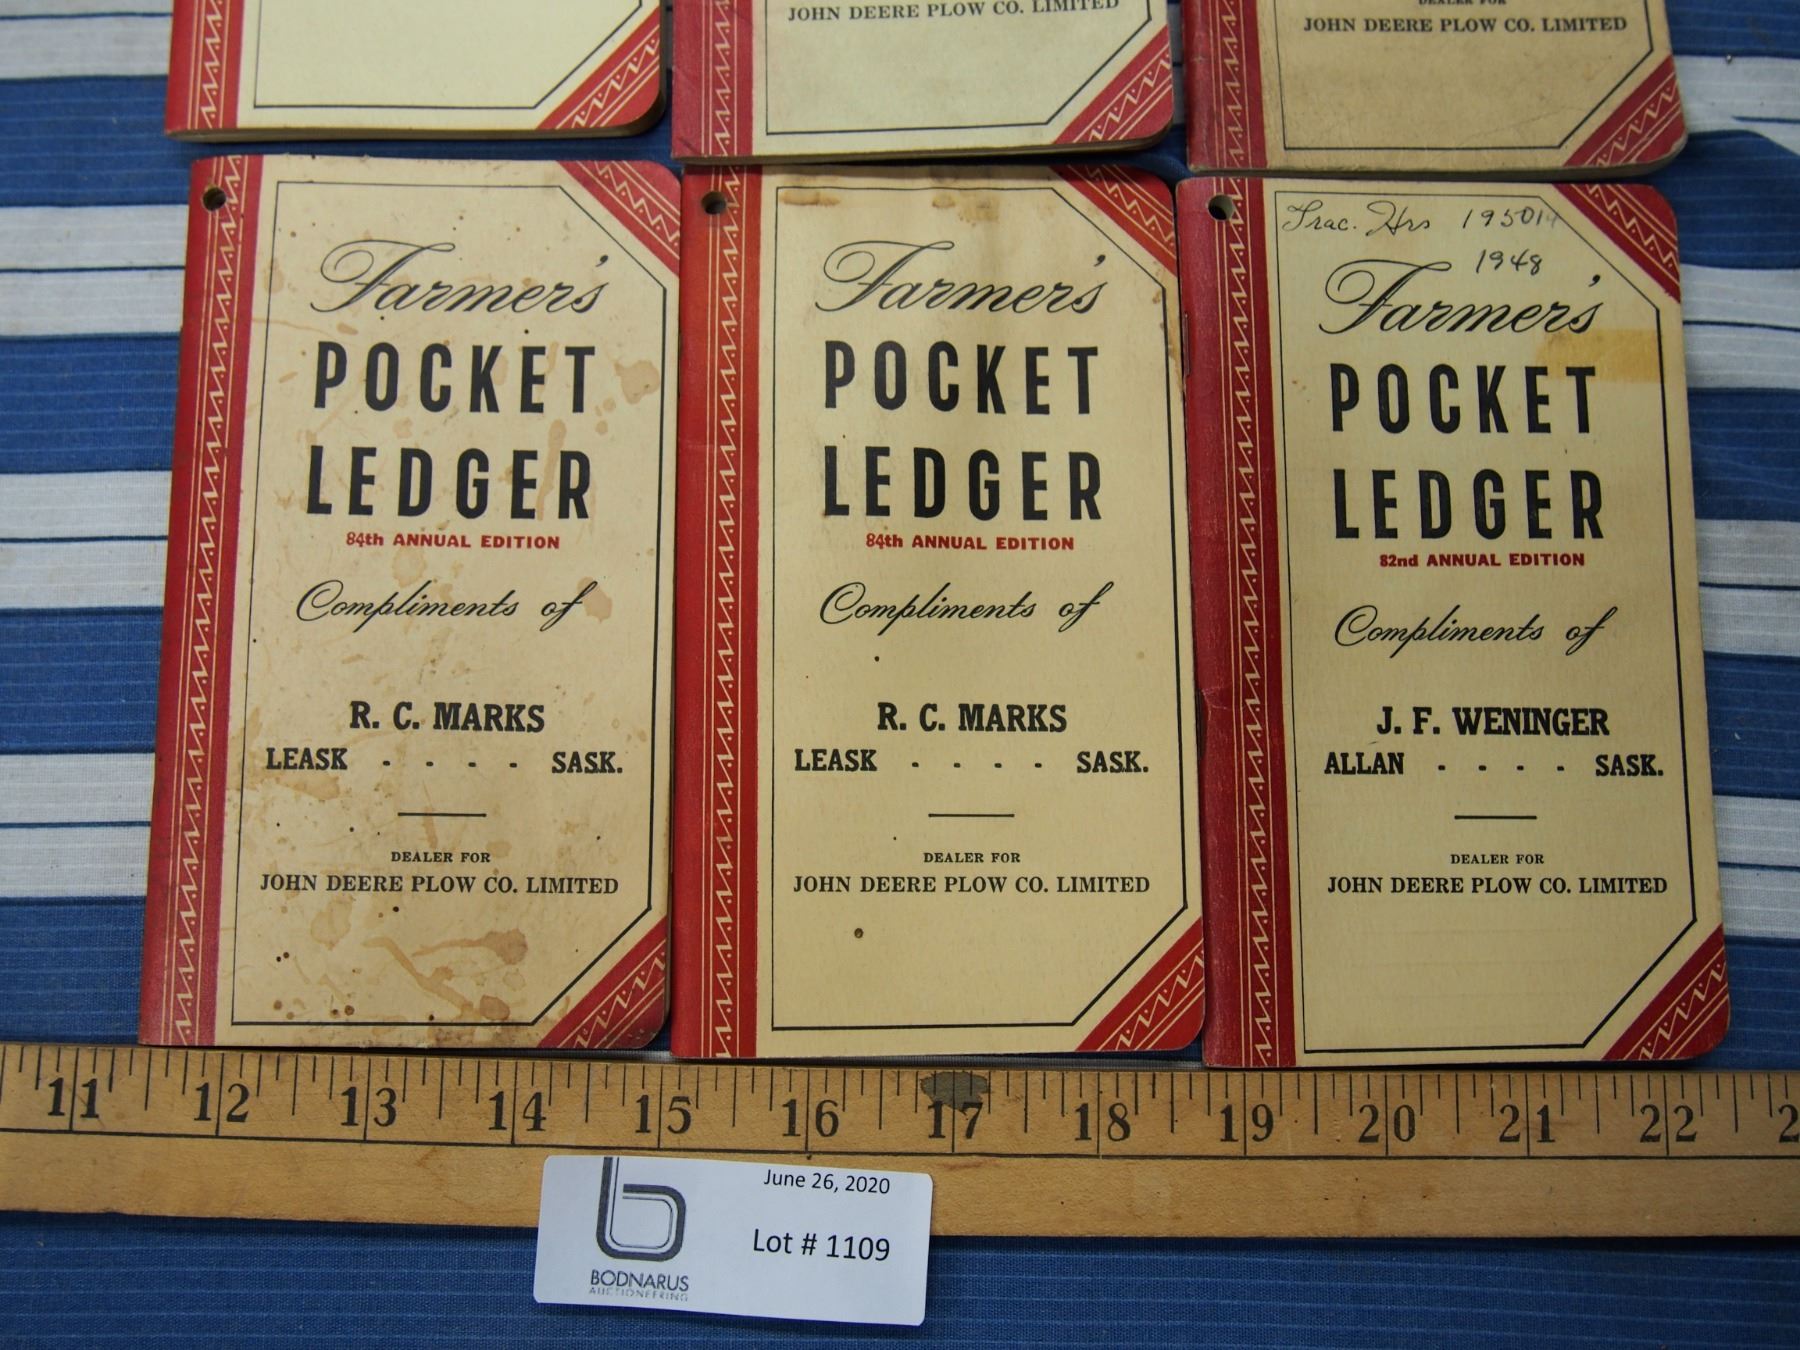 JOHN DEERE PLOW CO. LIMITED
DEALER FOR
JOHN DEERE PLOW CO. LIMITED
Farmer's
POCKET
LEDGER
84th ANNUAL EDITION
Compliments of
R. C. MARKS
LEASK - - - - SASK.
DEALER FOR
JOHN DEERE PLOW CO. LIMITED
Farmer's
POCKET
LEDGER
84th ANNUAL EDITION
Compliments of
R. C. MARKS
LEASK - - - - SASK.
DEALER FOR
JOHN DEERE PLOW CO. LIMITED
Trac. Hrs
1948
Farmer's
POCKET
LEDGER
82nd ANNUAL EDITION
Compliments of
J. F. WENINGER
ALLAN - - - - SASK.
DEALER FOR
JOHN DEERE PLOW CO. LIMITED
11 12 13 14 15 16 17 18 19 20 21 22
June 26, 2020
Lot # 1109
BODNARUS
AUCTIONEERING